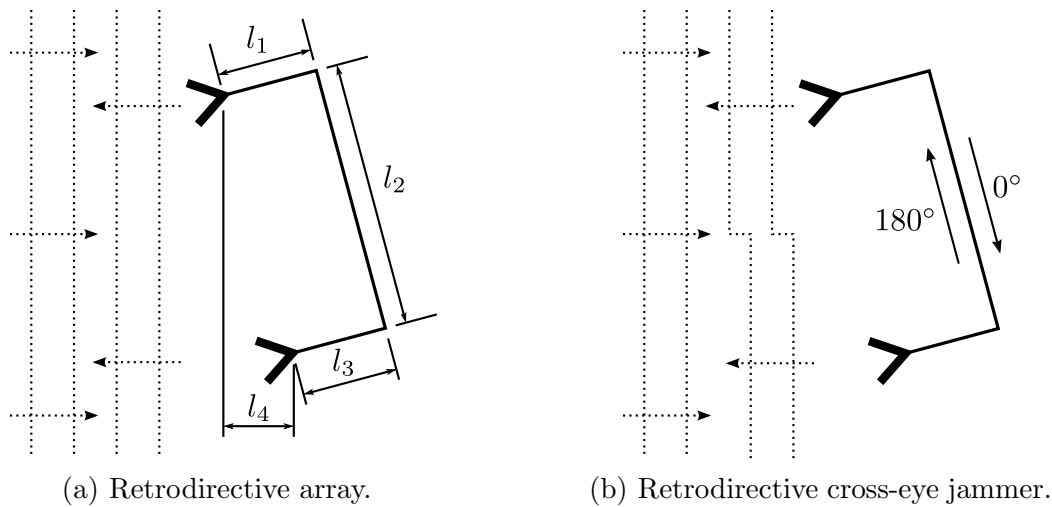 l₁
l₂
l₃
l₄
(a) Retrodirective array.
0°
180°
(b) Retrodirective cross-eye jammer.